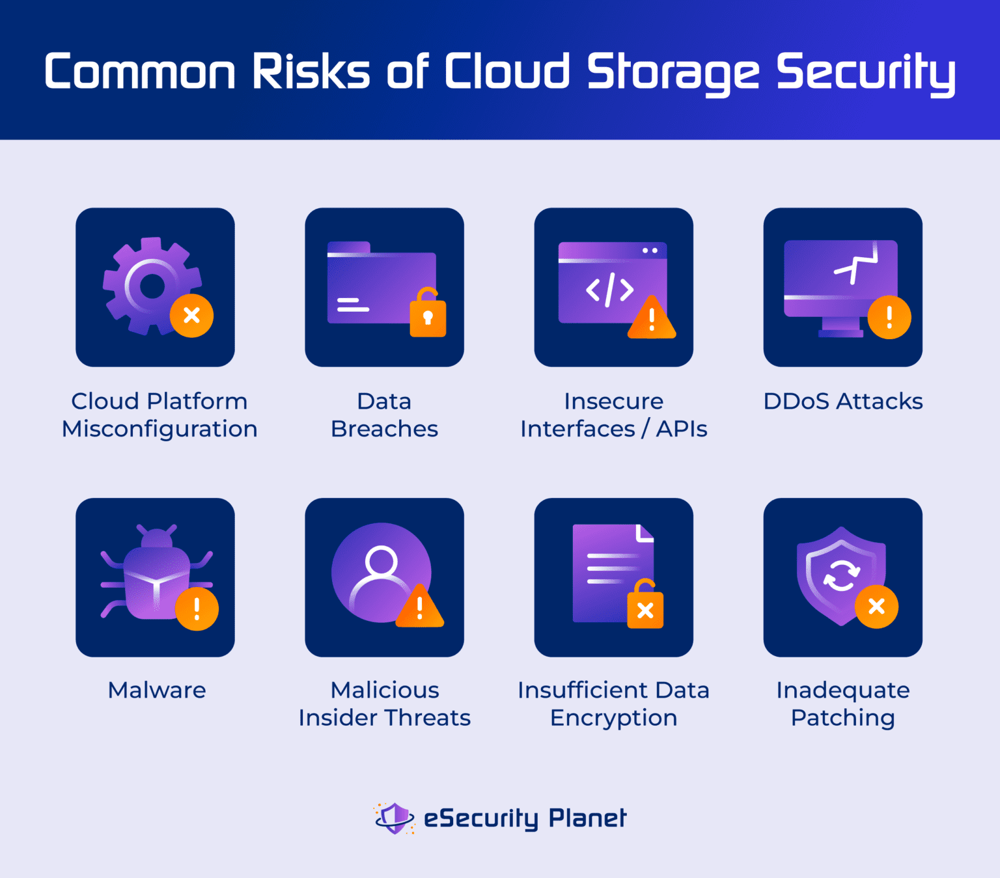 Common Risks of Cloud Storage Security
Cloud Platform
Misconfiguration
Data
Breaches
Insecure
Interfaces / APIs
DDoS Attacks
Malware
Malicious
Insider Threats
Insufficient Data
Encryption
Inadequate
Patching
eSecurity Planet